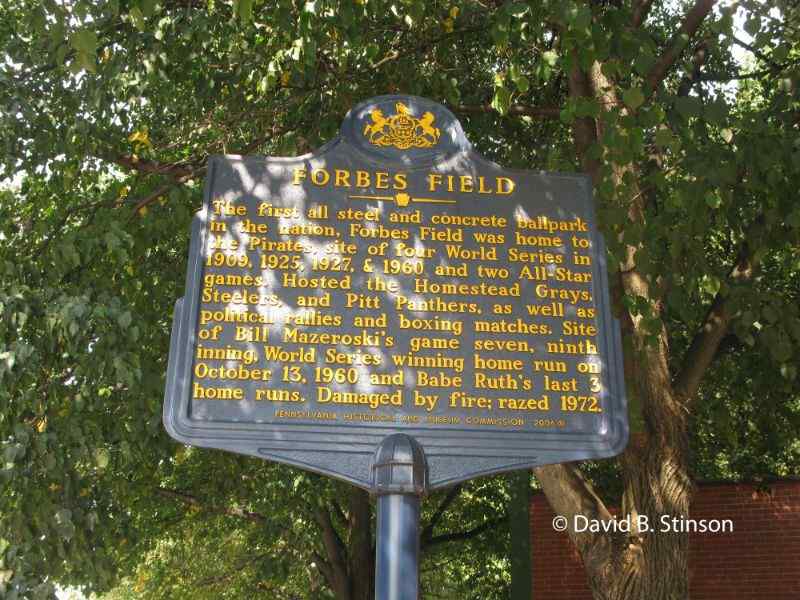 FORBES FIELD
The first all steel and concrete ballpark
in the nation, Forbes Field was home to
the Pirates, site of four World Series in
1909, 1925, 1927, & 1960 and two All-Star
games. Hosted the Homestead Grays,
Steelers, and Pitt Panthers, as well as
political rallies and boxing matches. Site
of Bill Mazeroski's game seven, ninth
inning, World Series winning home run on
October 13, 1960 and Babe Ruth's last 3
home runs. Damaged by fire; razed 1972.
PENNSYLVANIA HISTORICAL AND MUSEUM COMMISSION 2006
© David B. Stinson